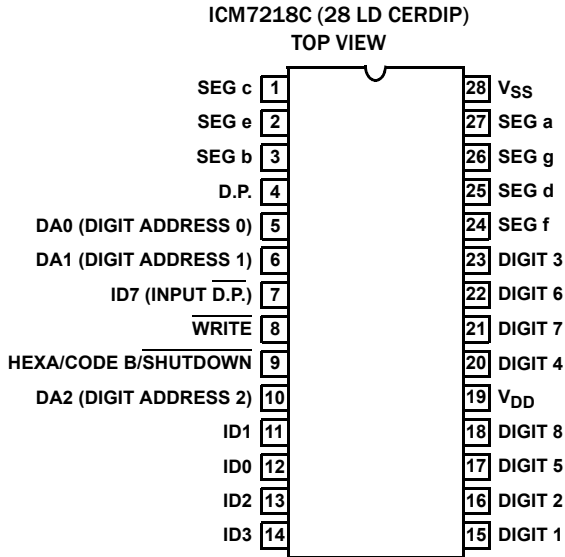 ICM7218C (28 LD CERDIP)
TOP VIEW
SEG c 1 28 VSS
SEG e 2 27 SEG a
SEG b 3 26 SEG g
D.P. 4 25 SEG d
DA0 (DIGIT ADDRESS 0) 5 24 SEG f
DA1 (DIGIT ADDRESS 1) 6 23 DIGIT 3
ID7 (INPUT D.P.) 7 22 DIGIT 6
WRITE 8 21 DIGIT 7
HEXA/CODE B/SHUTDOWN 9 20 DIGIT 4
DA2 (DIGIT ADDRESS 2) 10 19 VDD
ID1 11 18 DIGIT 8
ID0 12 17 DIGIT 5
ID2 13 16 DIGIT 2
ID3 14 15 DIGIT 1